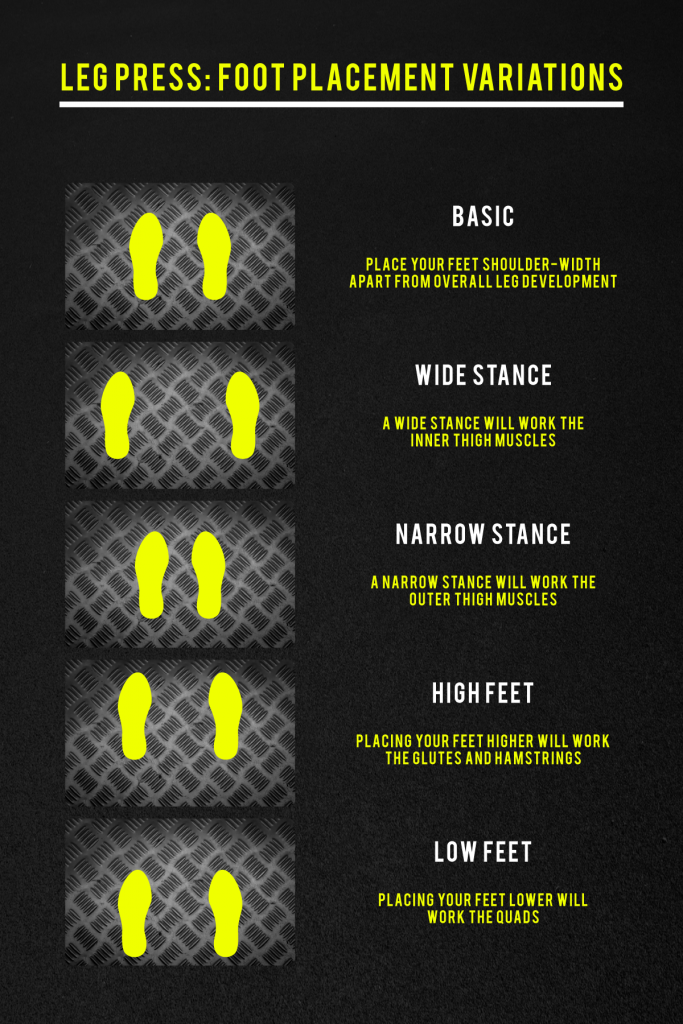 LEG PRESS: FOOT PLACEMENT VARIATIONS
BASIC
PLACE YOUR FEET SHOULDER-WIDTH
APART FROM OVERALL LEG DEVELOPMENT
WIDE STANCE
A WIDE STANCE WILL WORK THE
INNER THIGH MUSCLES
NARROW STANCE
A NARROW STANCE WILL WORK THE
OUTER THIGH MUSCLES
HIGH FEET
PLACING YOUR FEET HIGHER WILL WORK
THE GLUTES AND HAMSTRINGS
LOW FEET
PLACING YOUR FEET LOWER WILL
WORK THE QUADS